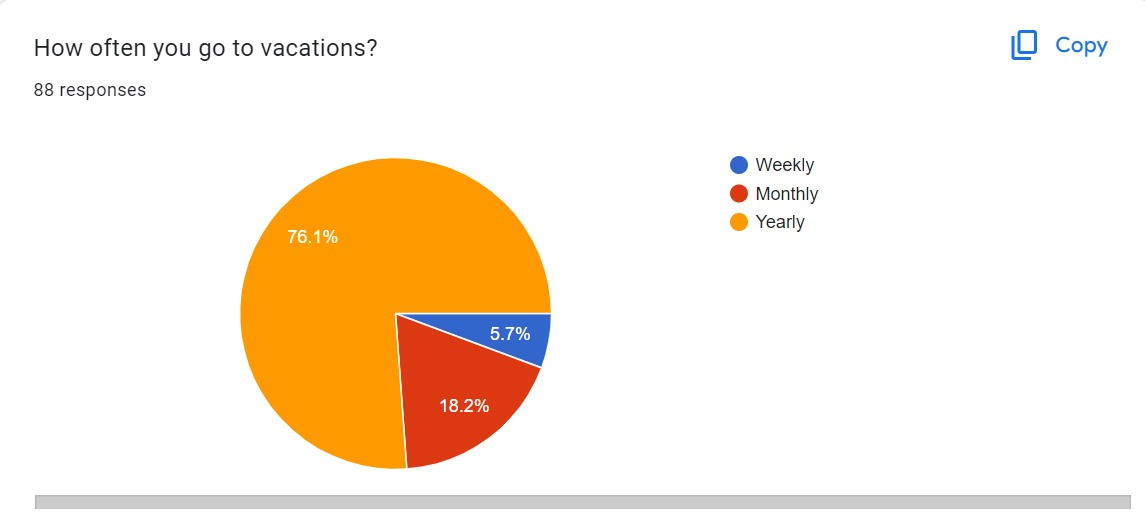 How often you go to vacations?
Copy
88 responses
Weekly
Monthly
Yearly
76.1%
5.7%
18.2%